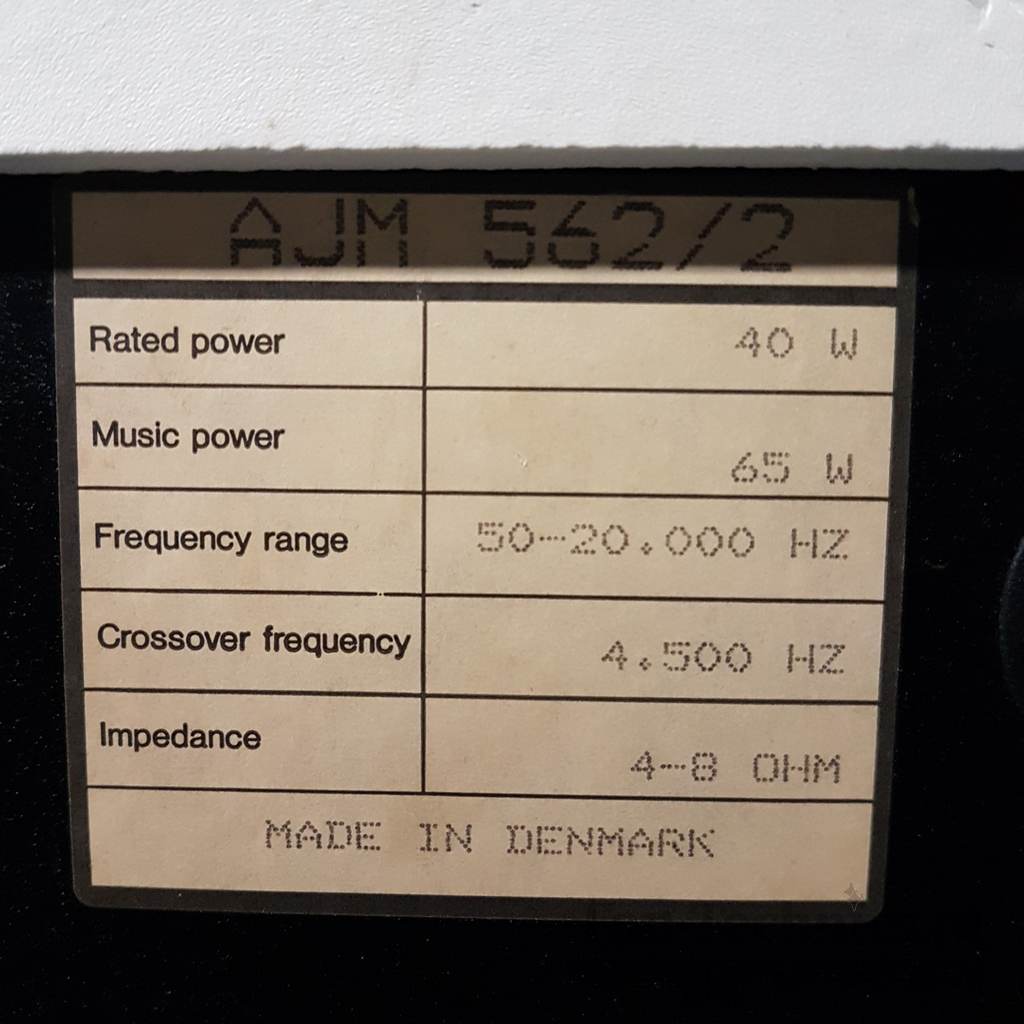 AJM 562/2
Rated power 40 W
Music power 65 W
Frequency range 50-20.000 HZ
Crossover frequency 4.500 HZ
Impedance 4-8 OHM
MADE IN DENMARK